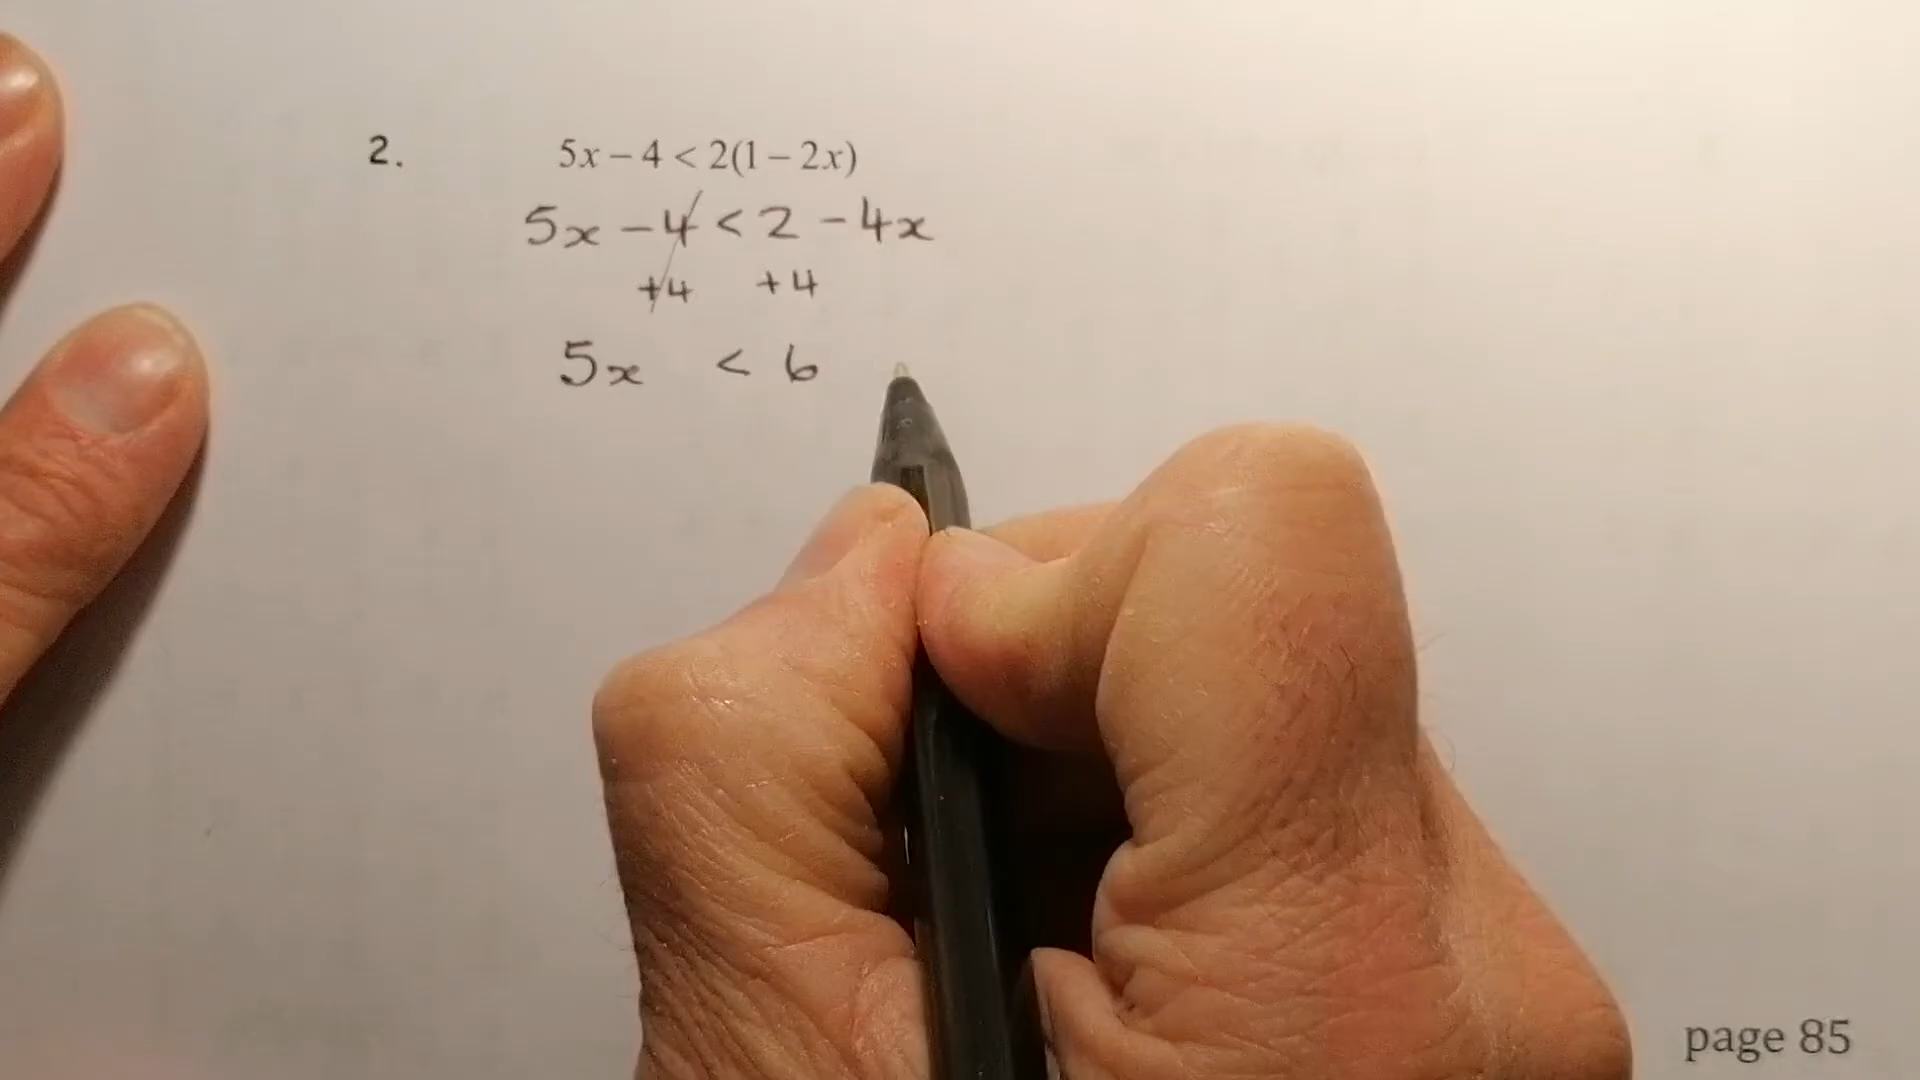 2. 5x – 4 < 2(1 – 2x)
5x – 4 < 2 – 4x
+4 +4
5x < 6
page 85